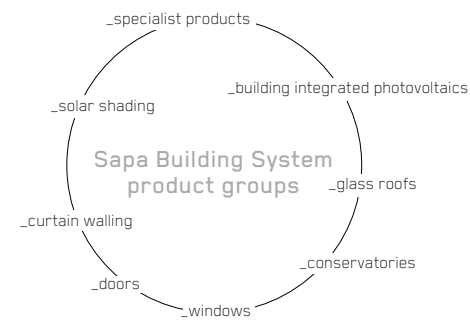 _specialist products
_building integrated photovoltaics
_solar shading
Sapa Building System
product groups
_glass roofs
_curtain walling
_conservatories
_doors
_windows